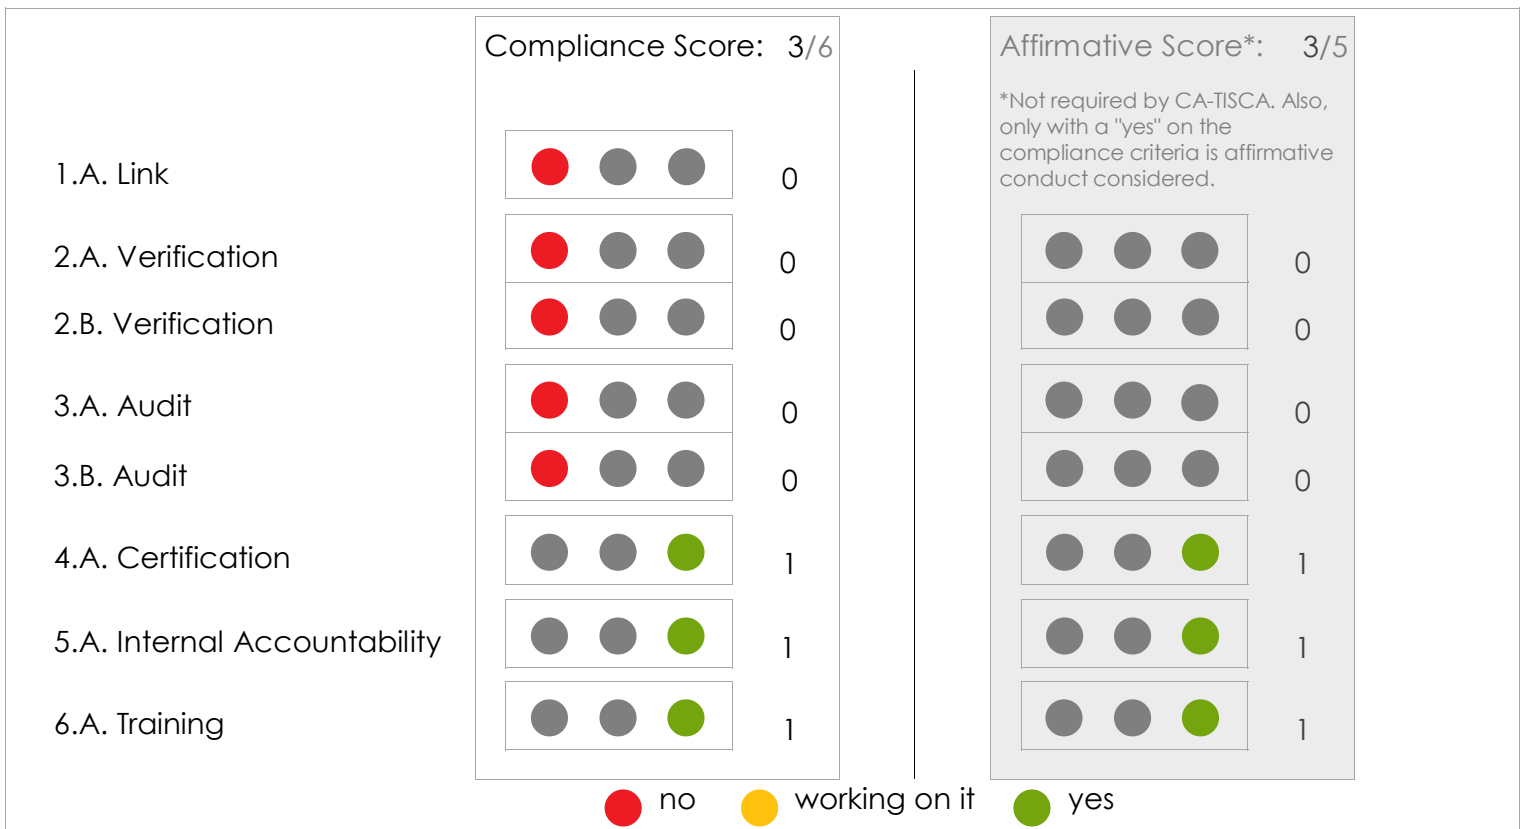 Compliance Score: 3/6
Affirmative Score*: 3/5
*Not required by CA-TISCA. Also,
only with a "yes" on the
compliance criteria is affirmative
conduct considered.
1.A. Link 0
2.A. Verification 0 0
2.B. Verification 0 0
3.A. Audit 0 0
3.B. Audit 0 0
4.A. Certification 1 1
5.A. Internal Accountability 1 1
6.A. Training 1 1
no working on it yes